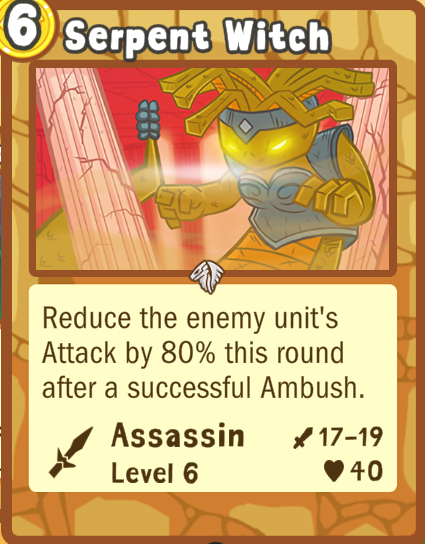 6 Serpent Witch
Reduce the enemy unit's
Attack by 80% this round
after a successful Ambush.
Assassin 17–19
Level 6 40